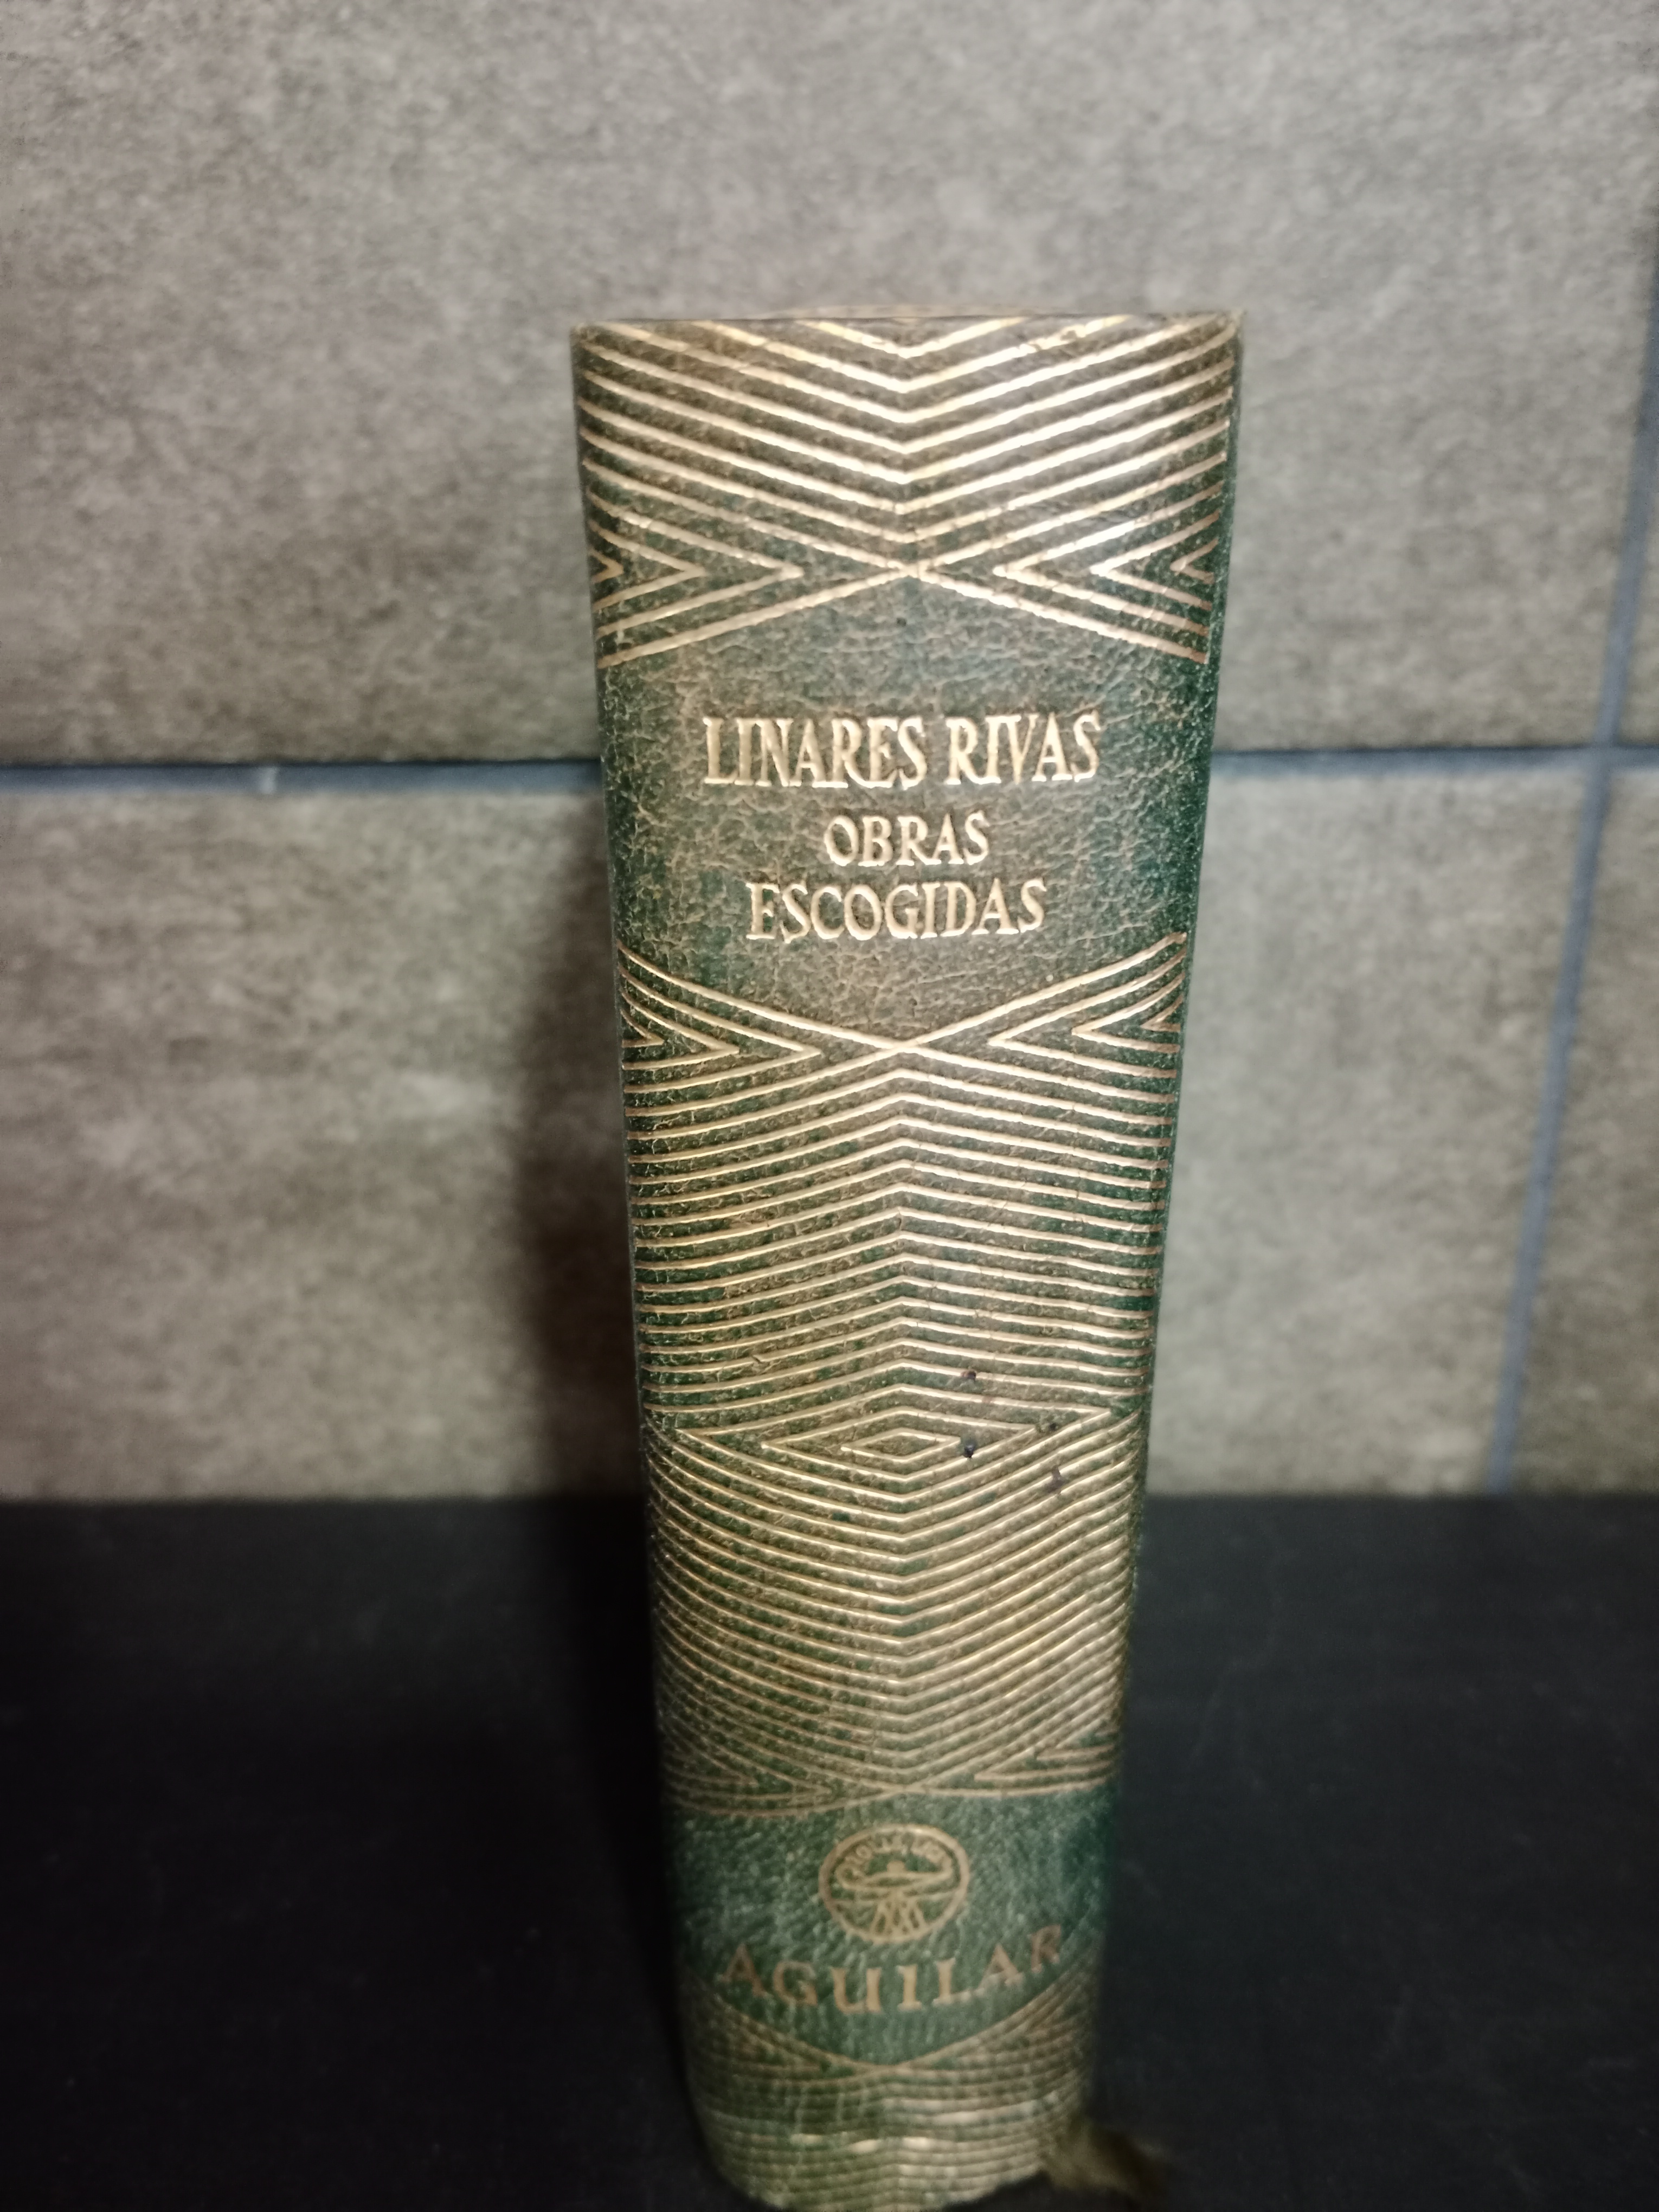 LINARES RIVAS
OBRAS
ESCOGIDAS
AGUILAR